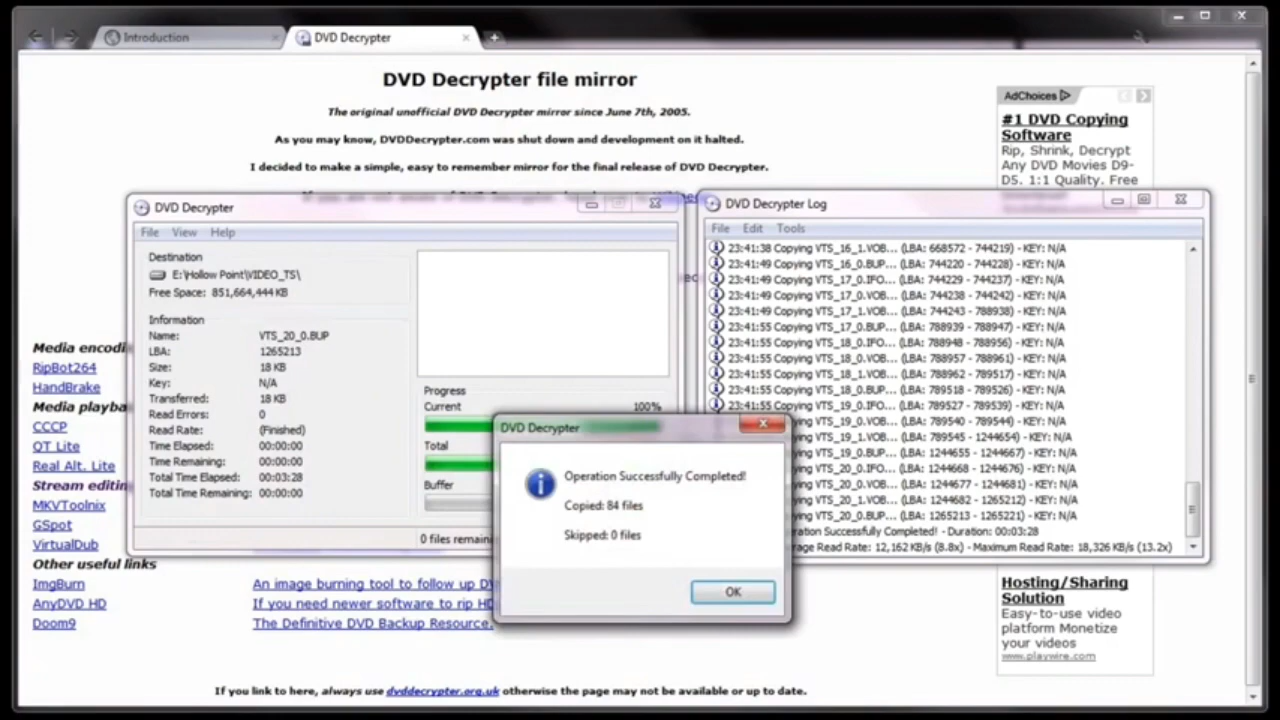 Introduction
DVD Decrypter
DVD Decrypter file mirror
The original unofficial DVD Decrypter mirror since June 7th, 2005.
As you may know, DVDDecrypter.com was shut down and development on it halted.
I decided to make a simple, easy to remember mirror for the final release of DVD Decrypter.
AdChoices
#1 DVD Copying
Software
Rip, Shrink, Decrypt
Any DVD Movies D9-
D5. 1:1 Quality. Free
DVD Decrypter
File View Help
Destination
E:\Hollow Point\VIDEO_TS\
Free Space: 851,664,444 KB
Information
Name: VTS_20_0.BUP
LBA: 1265213
Size: 18 KB
Key: N/A
Transferred: 18 KB
Read Errors: 0
Read Rate: (Finished)
Time Elapsed: 00:00:00
Time Remaining: 00:00:00
Total Time Elapsed: 00:03:28
Total Time Remaining: 00:00:00
Progress
Current 100%
Total
Buffer
0 files remain
DVD Decrypter Log
File Edit Tools
23:41:38 Copying VTS_16_1.VOB... (LBA: 668572 - 744219) - KEY: N/A
23:41:49 Copying VTS_16_0.BUP... (LBA: 744220 - 744228) - KEY: N/A
23:41:49 Copying VTS_17_0.IFO... (LBA: 744229 - 744237) - KEY: N/A
23:41:49 Copying VTS_17_0.VOB... (LBA: 744238 - 744242) - KEY: N/A
23:41:49 Copying VTS_17_1.VOB... (LBA: 744243 - 788938) - KEY: N/A
23:41:55 Copying VTS_17_0.BUP... (LBA: 788939 - 788947) - KEY: N/A
23:41:55 Copying VTS_18_0.IFO... (LBA: 788948 - 788956) - KEY: N/A
23:41:55 Copying VTS_18_0.VOB... (LBA: 788957 - 788961) - KEY: N/A
23:41:55 Copying VTS_18_1.VOB... (LBA: 788962 - 789517) - KEY: N/A
23:41:55 Copying VTS_18_0.BUP... (LBA: 789518 - 789526) - KEY: N/A
23:41:55 Copying VTS_19_0.IFO... (LBA: 789527 - 789539) - KEY: N/A
ying VTS_19_0.VOB... (LBA: 789540 - 789544) - KEY: N/A
ying VTS_19_1.VOB... (LBA: 789545 - 1244654) - KEY: N/A
ying VTS_19_0.BUP... (LBA: 1244655 - 1244667) - KEY: N/A
ying VTS_20_0.IFO... (LBA: 1244668 - 1244676) - KEY: N/A
ying VTS_20_0.VOB... (LBA: 1244677 - 1244681) - KEY: N/A
ying VTS_20_1.VOB... (LBA: 1244682 - 1265212) - KEY: N/A
ying VTS_20_0.BUP... (LBA: 1265213 - 1265221) - KEY: N/A
eration Successfully Completed! - Duration: 00:03:28
rage Read Rate: 12,162 KB/s (8.8x) - Maximum Read Rate: 18,326 KB/s (13.2x)
DVD Decrypter
Operation Successfully Completed!
Copied: 84 files
Skipped: 0 files
OK
Media encodi
RipBot264
HandBrake
Media playba
CCCP
QT Lite
Real Alt. Lite
Stream editin
MKVToolnix
GSpot
VirtualDub
Other useful links
ImgBurn An image burning tool to follow up DV
AnyDVD HD If you need newer software to rip HD
Doom9 The Definitive DVD Backup Resource.
Hosting/Sharing
Solution
Easy-to-use video
platform Monetize
your videos
www.playwire.com
If you link to here, always use dvddecrypter.org.uk otherwise the page may not be available or up to date.